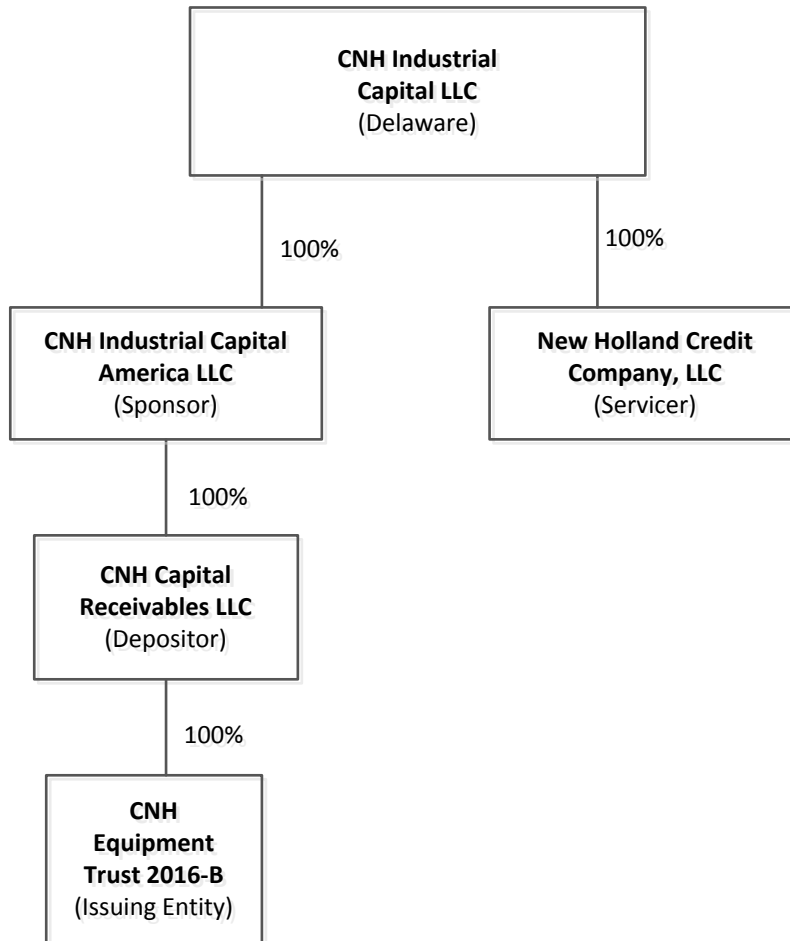 CNH Industrial
Capital LLC
(Delaware)
100%
100%
CNH Industrial Capital
America LLC
(Sponsor)
New Holland Credit
Company, LLC
(Servicer)
100%
CNH Capital
Receivables LLC
(Depositor)
100%
CNH
Equipment
Trust 2016-B
(Issuing Entity)